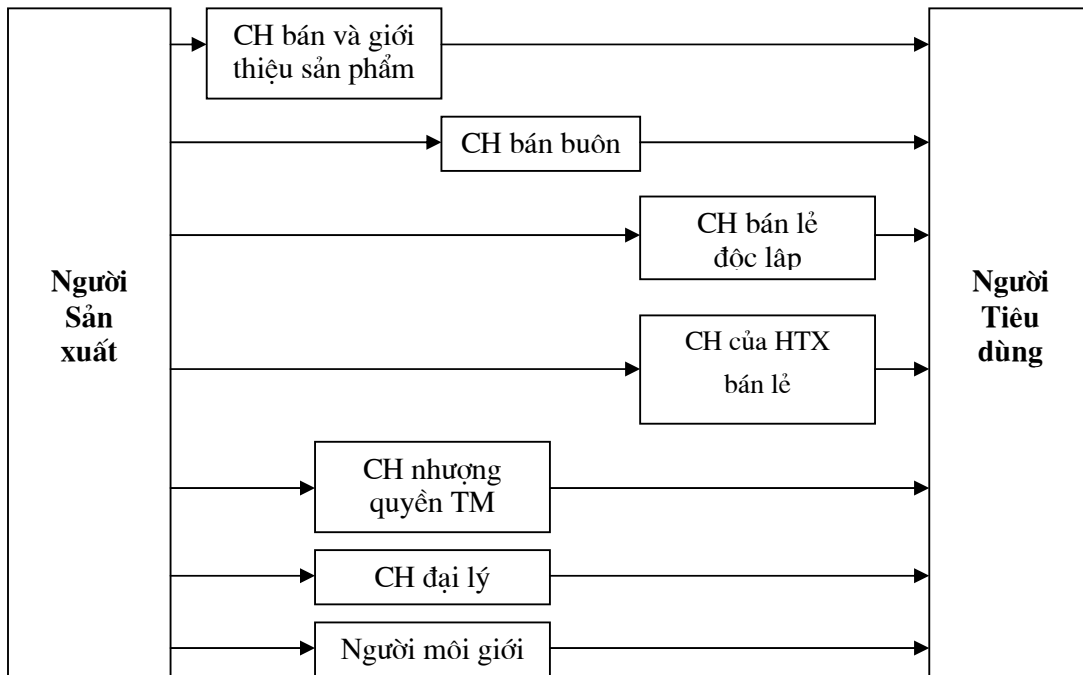 CH bán và giới
thiệu sản phẩm
CH bán buôn
CH bán lẻ
độc lâp
Người
Sản
xuất
Người
Tiêu
dùng
CH của HTX
bán lẻ
CH nhượng
quyền TM
CH đại lý
Người môi giới